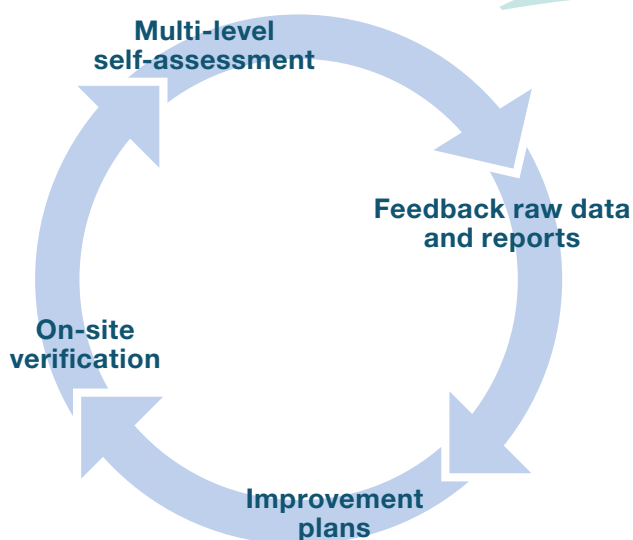 Multi-level
self-assessment
Feedback raw data
and reports
Improvement
plans
On-site
verification